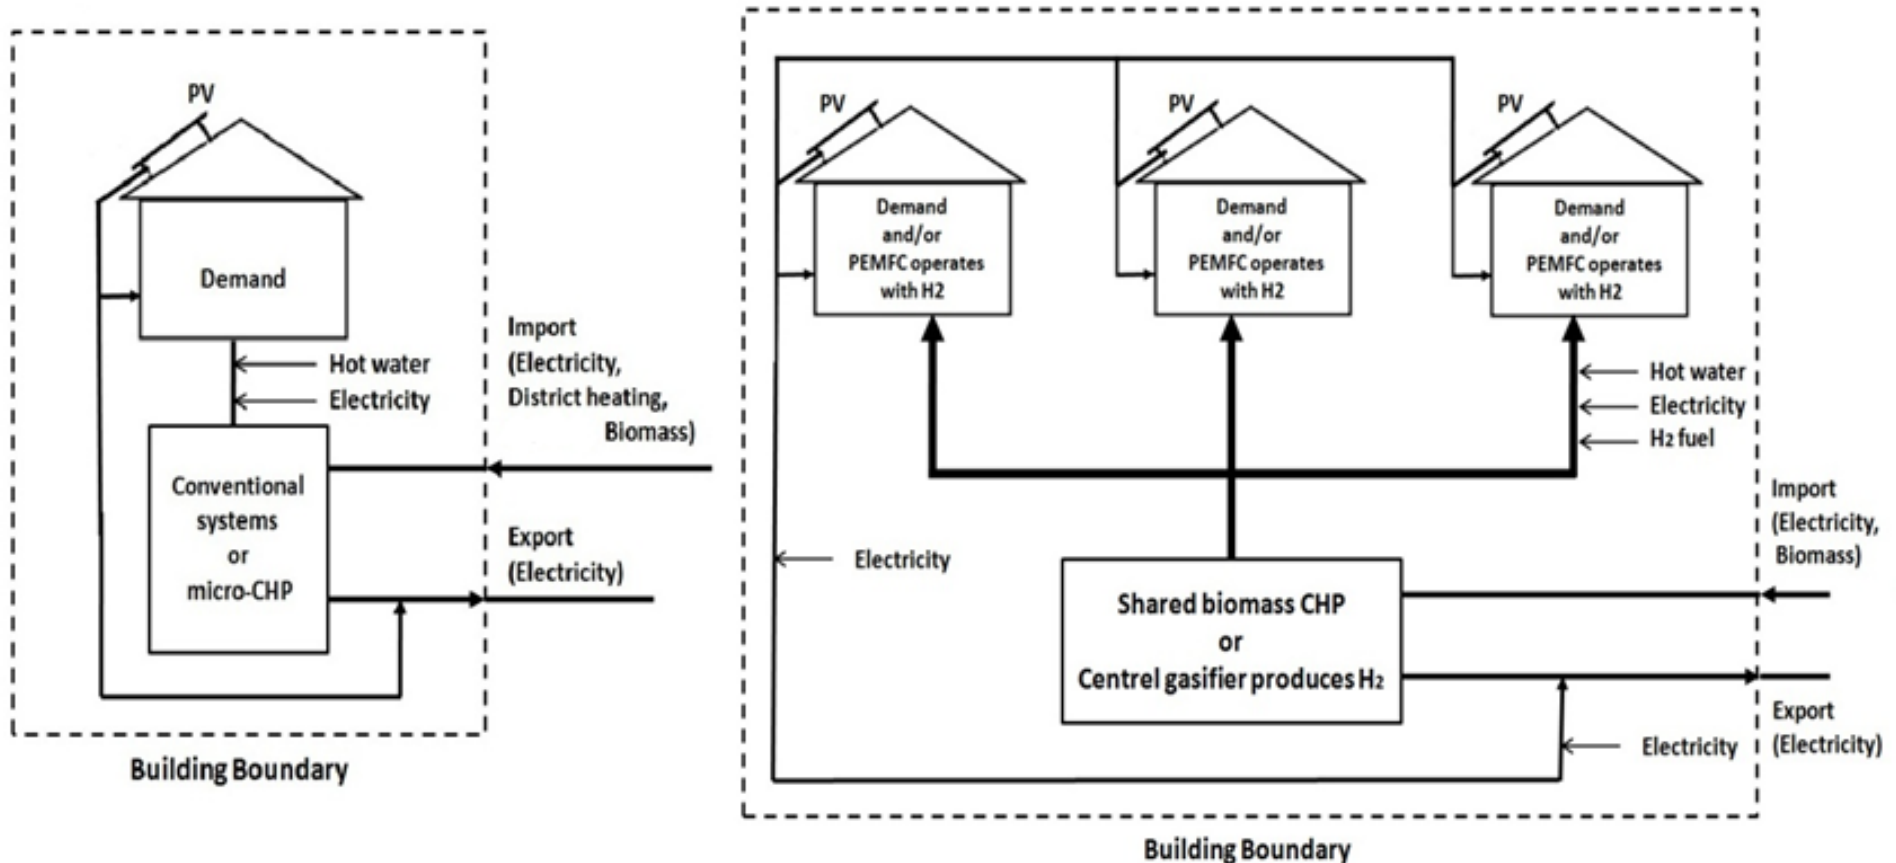 PV
Demand
Hot water
Electricity
Conventional
systems
or
micro-CHP
Import
(Electricity,
District heating,
Biomass)
Export
(Electricity)
Building Boundary
PV
Demand
and/or
PEMFC operates
with H2
PV
Demand
and/or
PEMFC operates
with H2
PV
Demand
and/or
PEMFC operates
with H2
Hot water
Electricity
H₂ fuel
Electricity
Shared biomass CHP
or
Centrel gasifier produces H₂
Import
(Electricity,
Biomass)
Export
(Electricity)
Electricity
Building Boundary